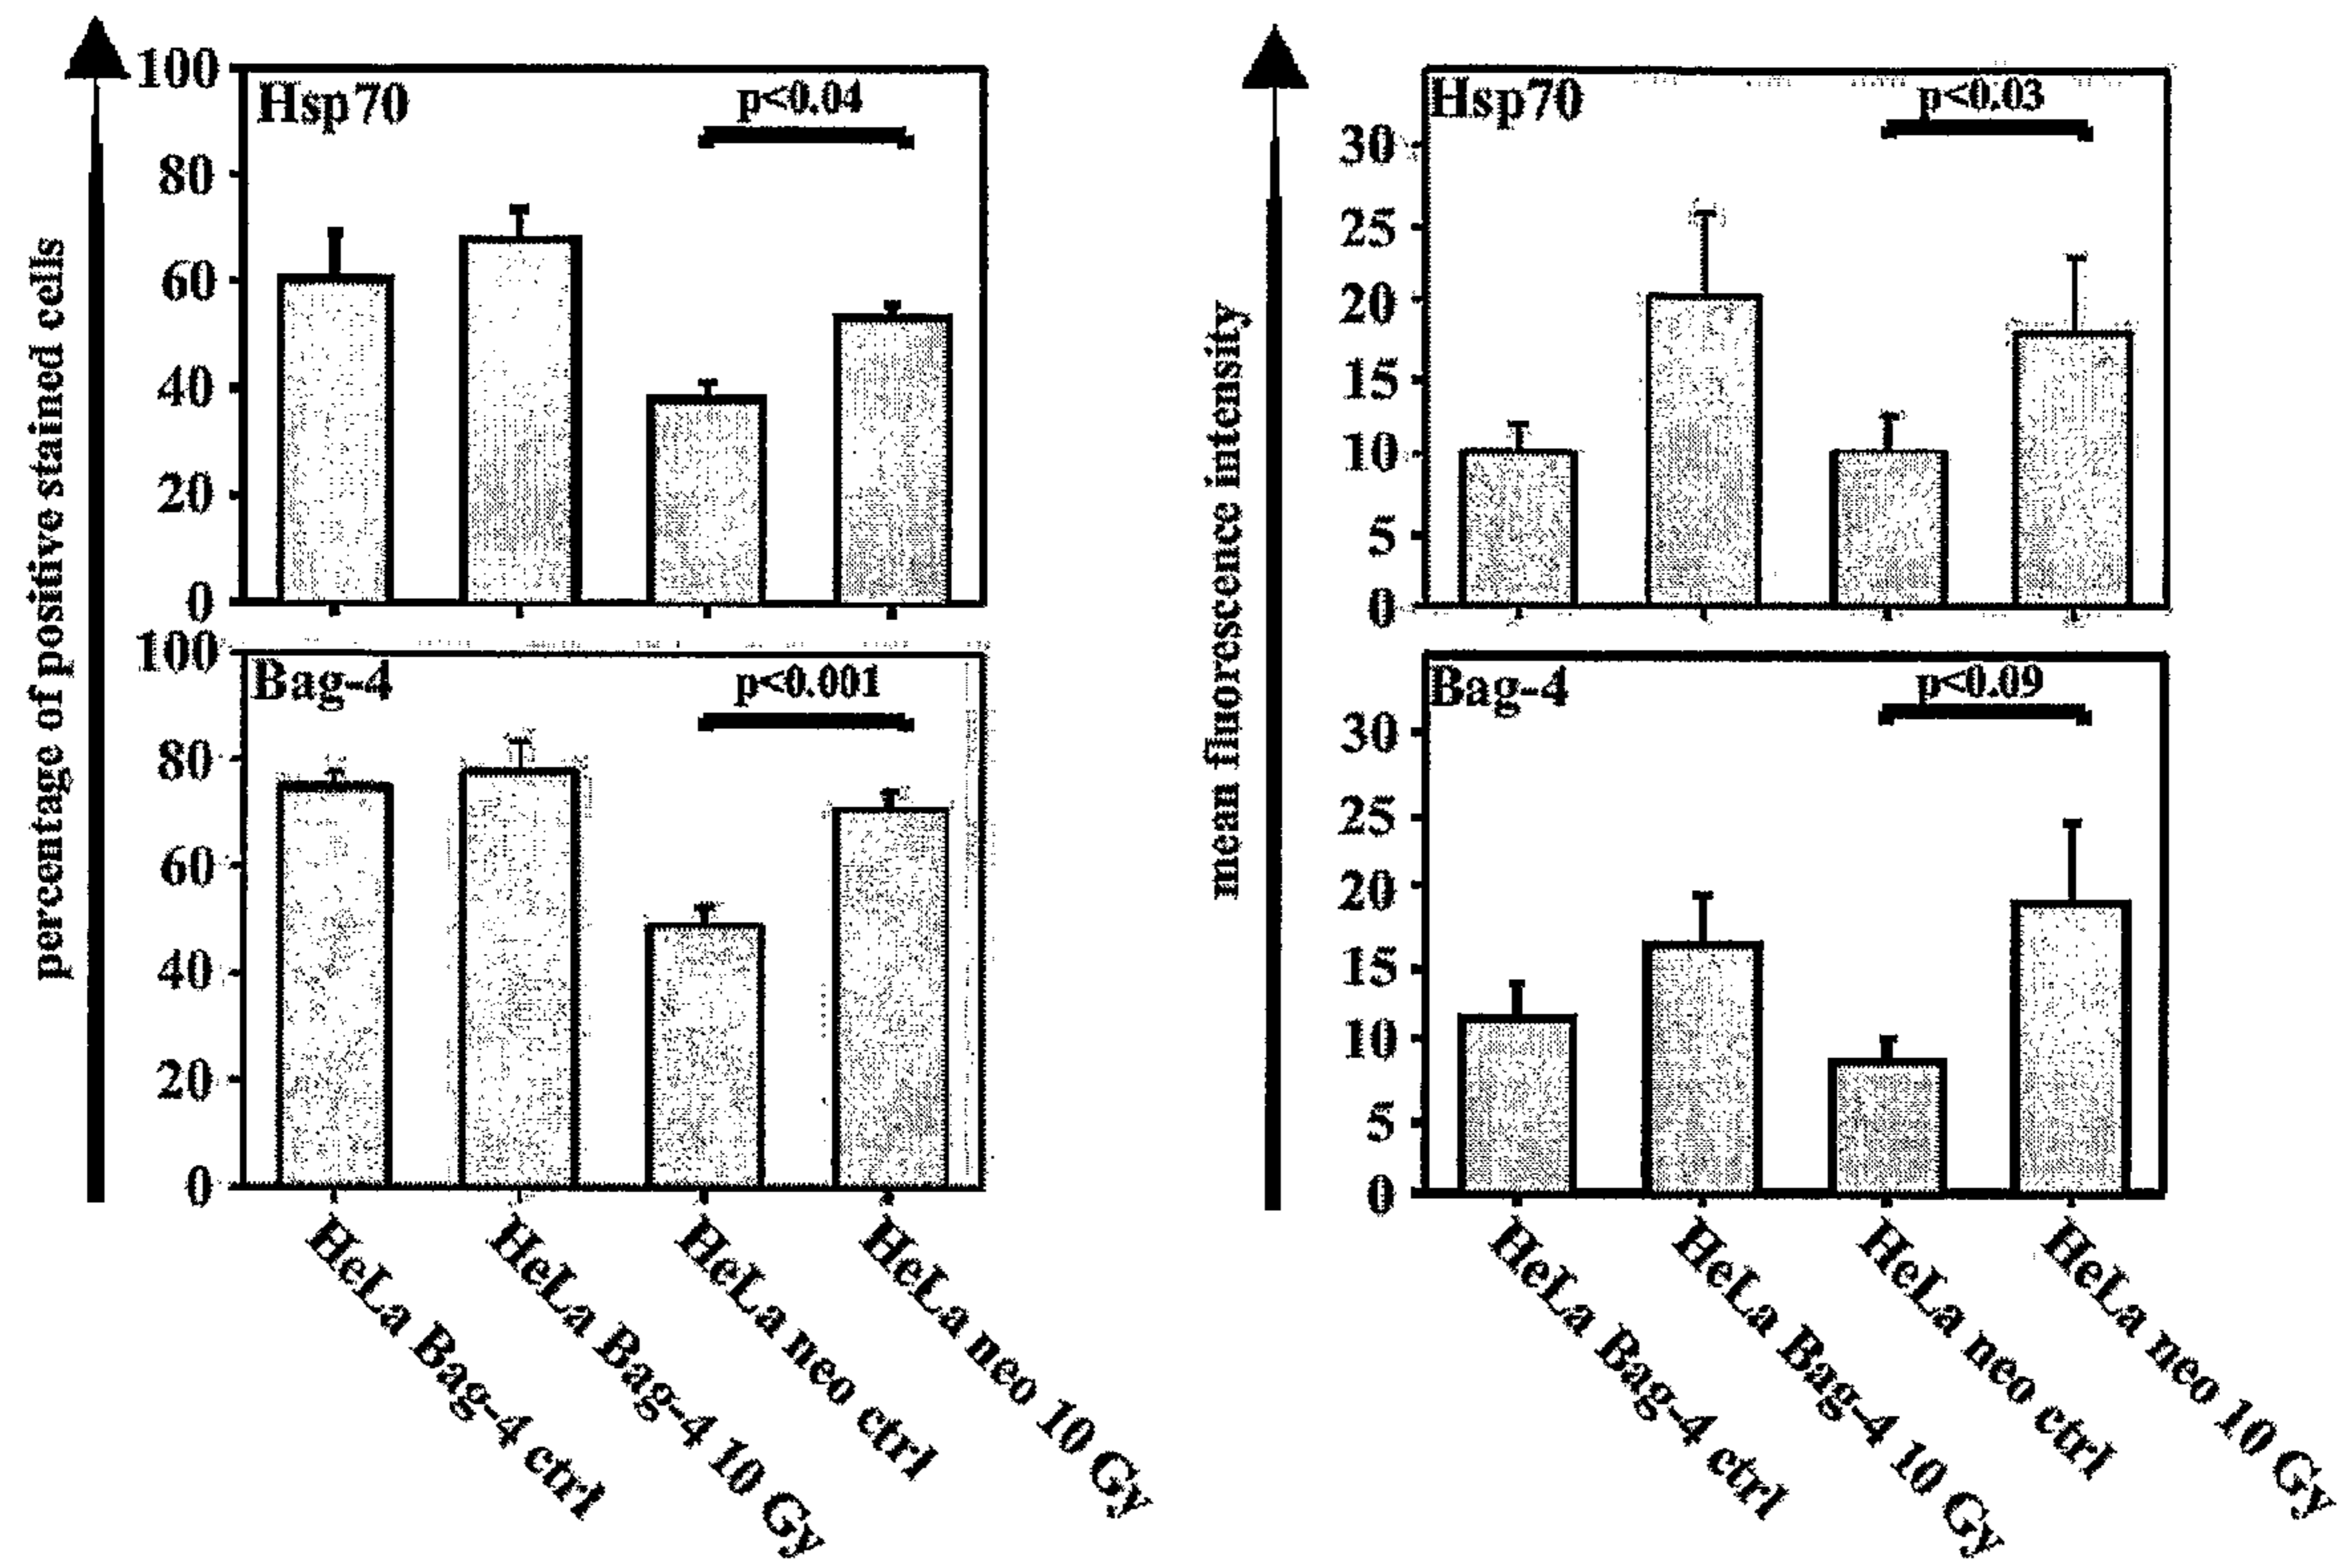 percentage of positive stained cells
100
80
60
40
20
0
Hsp70
p<0.04
100
80
60
40
20
0
Bag-4
p<0.001
HeLa Bag-4 ctrl
HeLa Bag-4 10 Gy
HeLa neo ctrl
HeLa neo 10 Gy
mean fluorescence intensity
30
25
20
15
10
5
0
Hsp70
p<0.03
30
25
20
15
10
5
0
Bag-4
p<0.09
HeLa Bag-4 ctrl
HeLa Bag-4 10 Gy
HeLa neo ctrl
HeLa neo 10 Gy